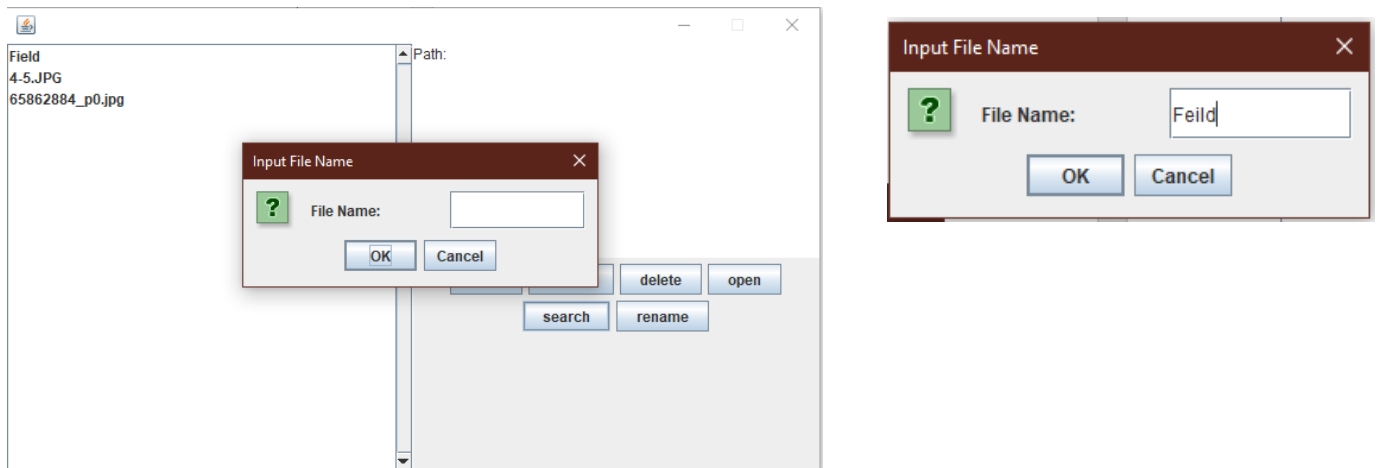 Field
4-5.JPG
65862884_p0.jpg
Path:
Input File Name
File Name:
OK
Cancel
delete
open
search
rename
Input File Name
File Name:
Feild
OK
Cancel